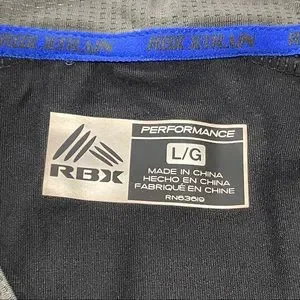 PERFORMANCE
RBX
L/G
MADE IN CHINA
HECHO EN CHINA
FABRIQUÉ EN CHINE
RN63619